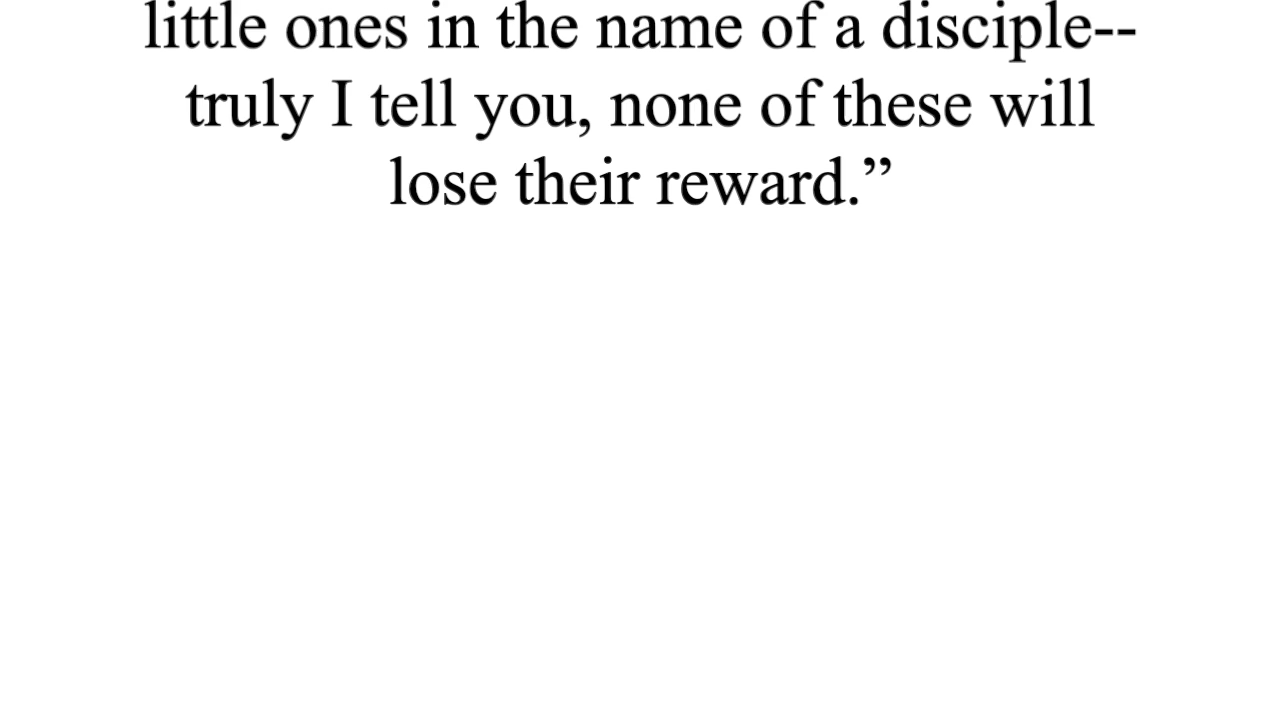 little ones in the name of a disciple--
truly I tell you, none of these will
lose their reward.”